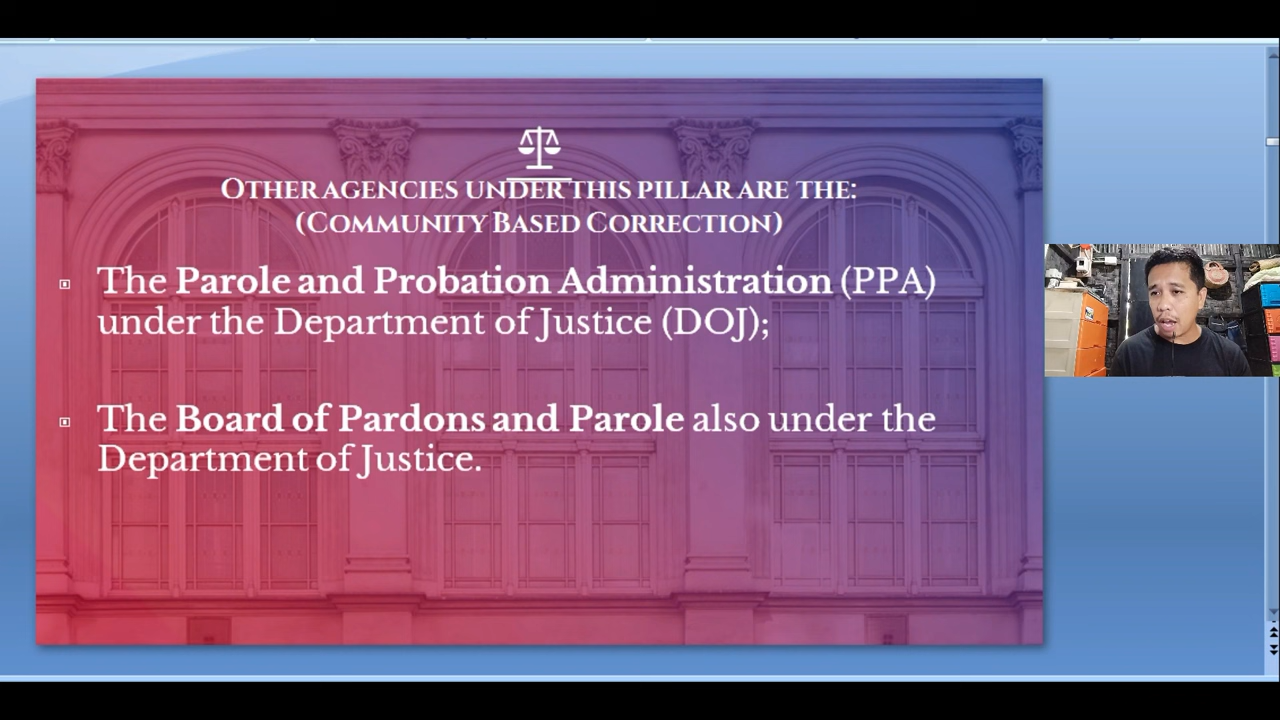 OTHER AGENCIES UNDER THIS PILLAR ARE THE:
(COMMUNITY BASED CORRECTION)
The Parole and Probation Administration (PPA)
under the Department of Justice (DOJ);
The Board of Pardons and Parole also under the
Department of Justice.